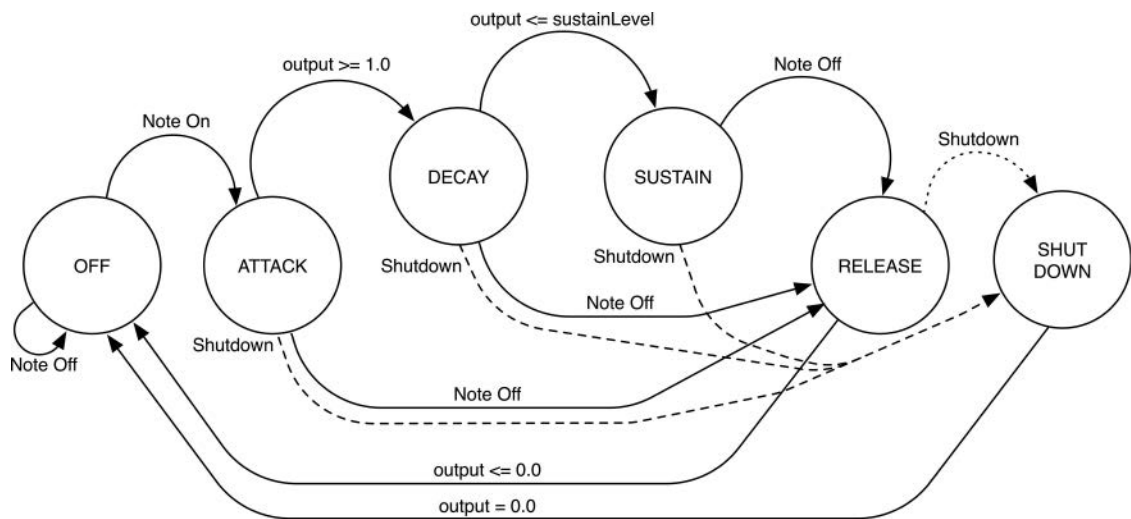 output <= sustainLevel
output >= 1.0
Note Off
Note On
Shutdown
DECAY
SUSTAIN
OFF
ATTACK
RELEASE
SHUT
DOWN
Shutdown
Shutdown
Note Off
Shutdown
Note Off
Note Off
output <= 0.0
output = 0.0